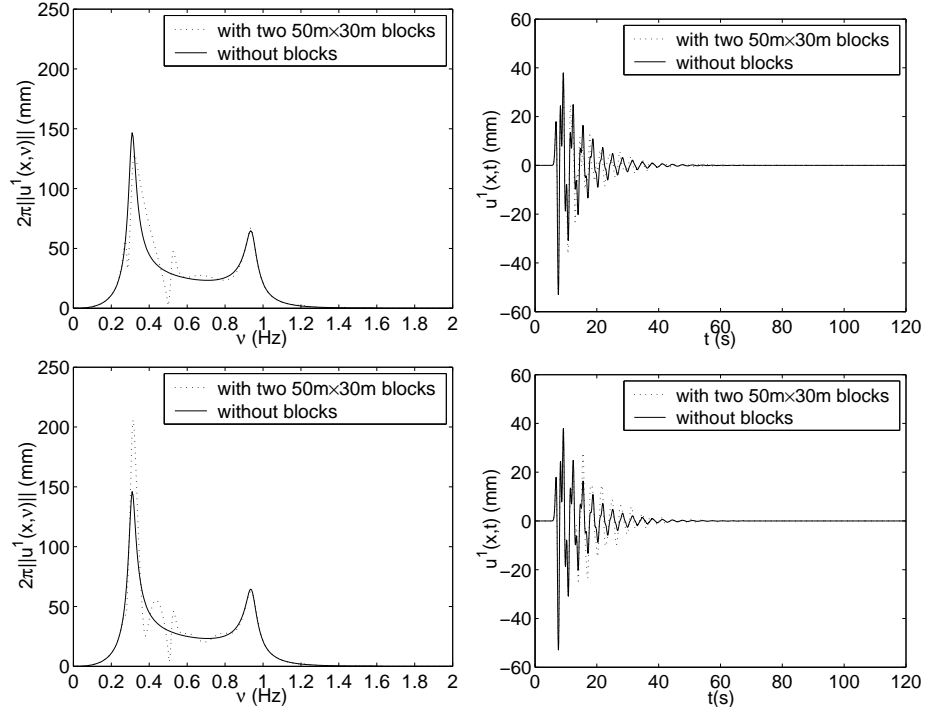 250
200
150
100
50
0
2π||u¹(x,ν)|| (mm)
with two 50m×30m blocks
without blocks
0 0.2 0.4 0.6 0.8 1 1.2 1.4 1.6 1.8 2
ν (Hz)
60
40
20
0
−20
−40
−60
u¹(x,t) (mm)
with two 50m×30m blocks
without blocks
0 20 40 60 80 100 120
t (s)
250
200
150
100
50
0
2π||u¹(x,ν)|| (mm)
with two 50m×30m blocks
without blocks
0 0.2 0.4 0.6 0.8 1 1.2 1.4 1.6 1.8 2
ν (Hz)
60
40
20
0
−20
−40
−60
u¹(x,t) (mm)
with two 50m×30m blocks
without blocks
0 20 40 60 80 100 120
t(s)